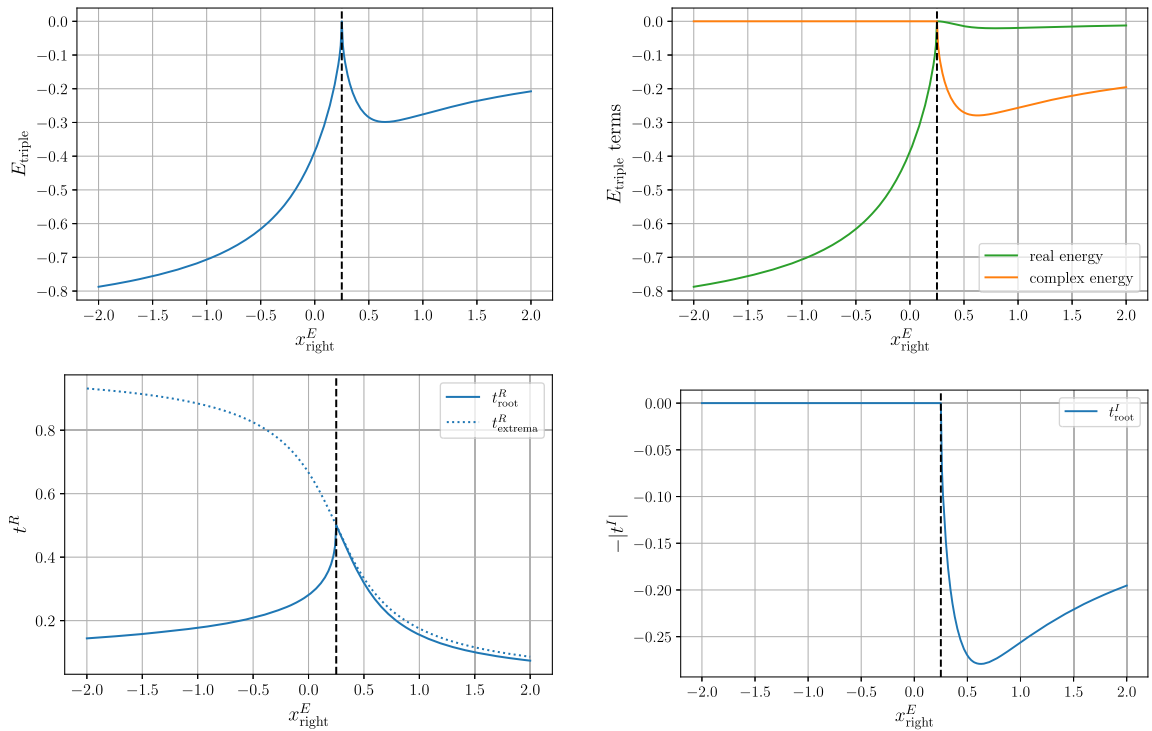 0.0
−0.1
−0.2
−0.3
−0.4
−0.5
−0.6
−0.7
−0.8
E_triple
−2.0 −1.5 −1.0 −0.5 0.0 0.5 1.0 1.5 2.0
x^E_right
0.0
−0.1
−0.2
−0.3
−0.4
−0.5
−0.6
−0.7
−0.8
E_triple terms
real energy
complex energy
−2.0 −1.5 −1.0 −0.5 0.0 0.5 1.0 1.5 2.0
x^E_right
0.8
0.6
0.4
0.2
t^R
t^R_root
t^R_extrema
−2.0 −1.5 −1.0 −0.5 0.0 0.5 1.0 1.5 2.0
x^E_right
0.00
−0.05
−0.10
−0.15
−0.20
−0.25
−|t^I|
t^I_root
−2.0 −1.5 −1.0 −0.5 0.0 0.5 1.0 1.5 2.0
x^E_right